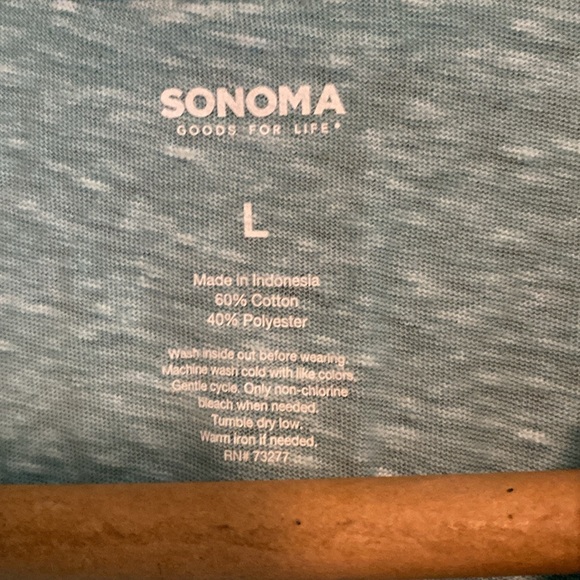 SONOMA
GOODS FOR LIFE®
L
Made in Indonesia
60% Cotton
40% Polyester
Wash inside out before wearing.
Machine wash cold with like colors.
Gentle cycle. Only non-chlorine
bleach when needed.
Tumble dry low.
Warm iron if needed.
RN# 73277